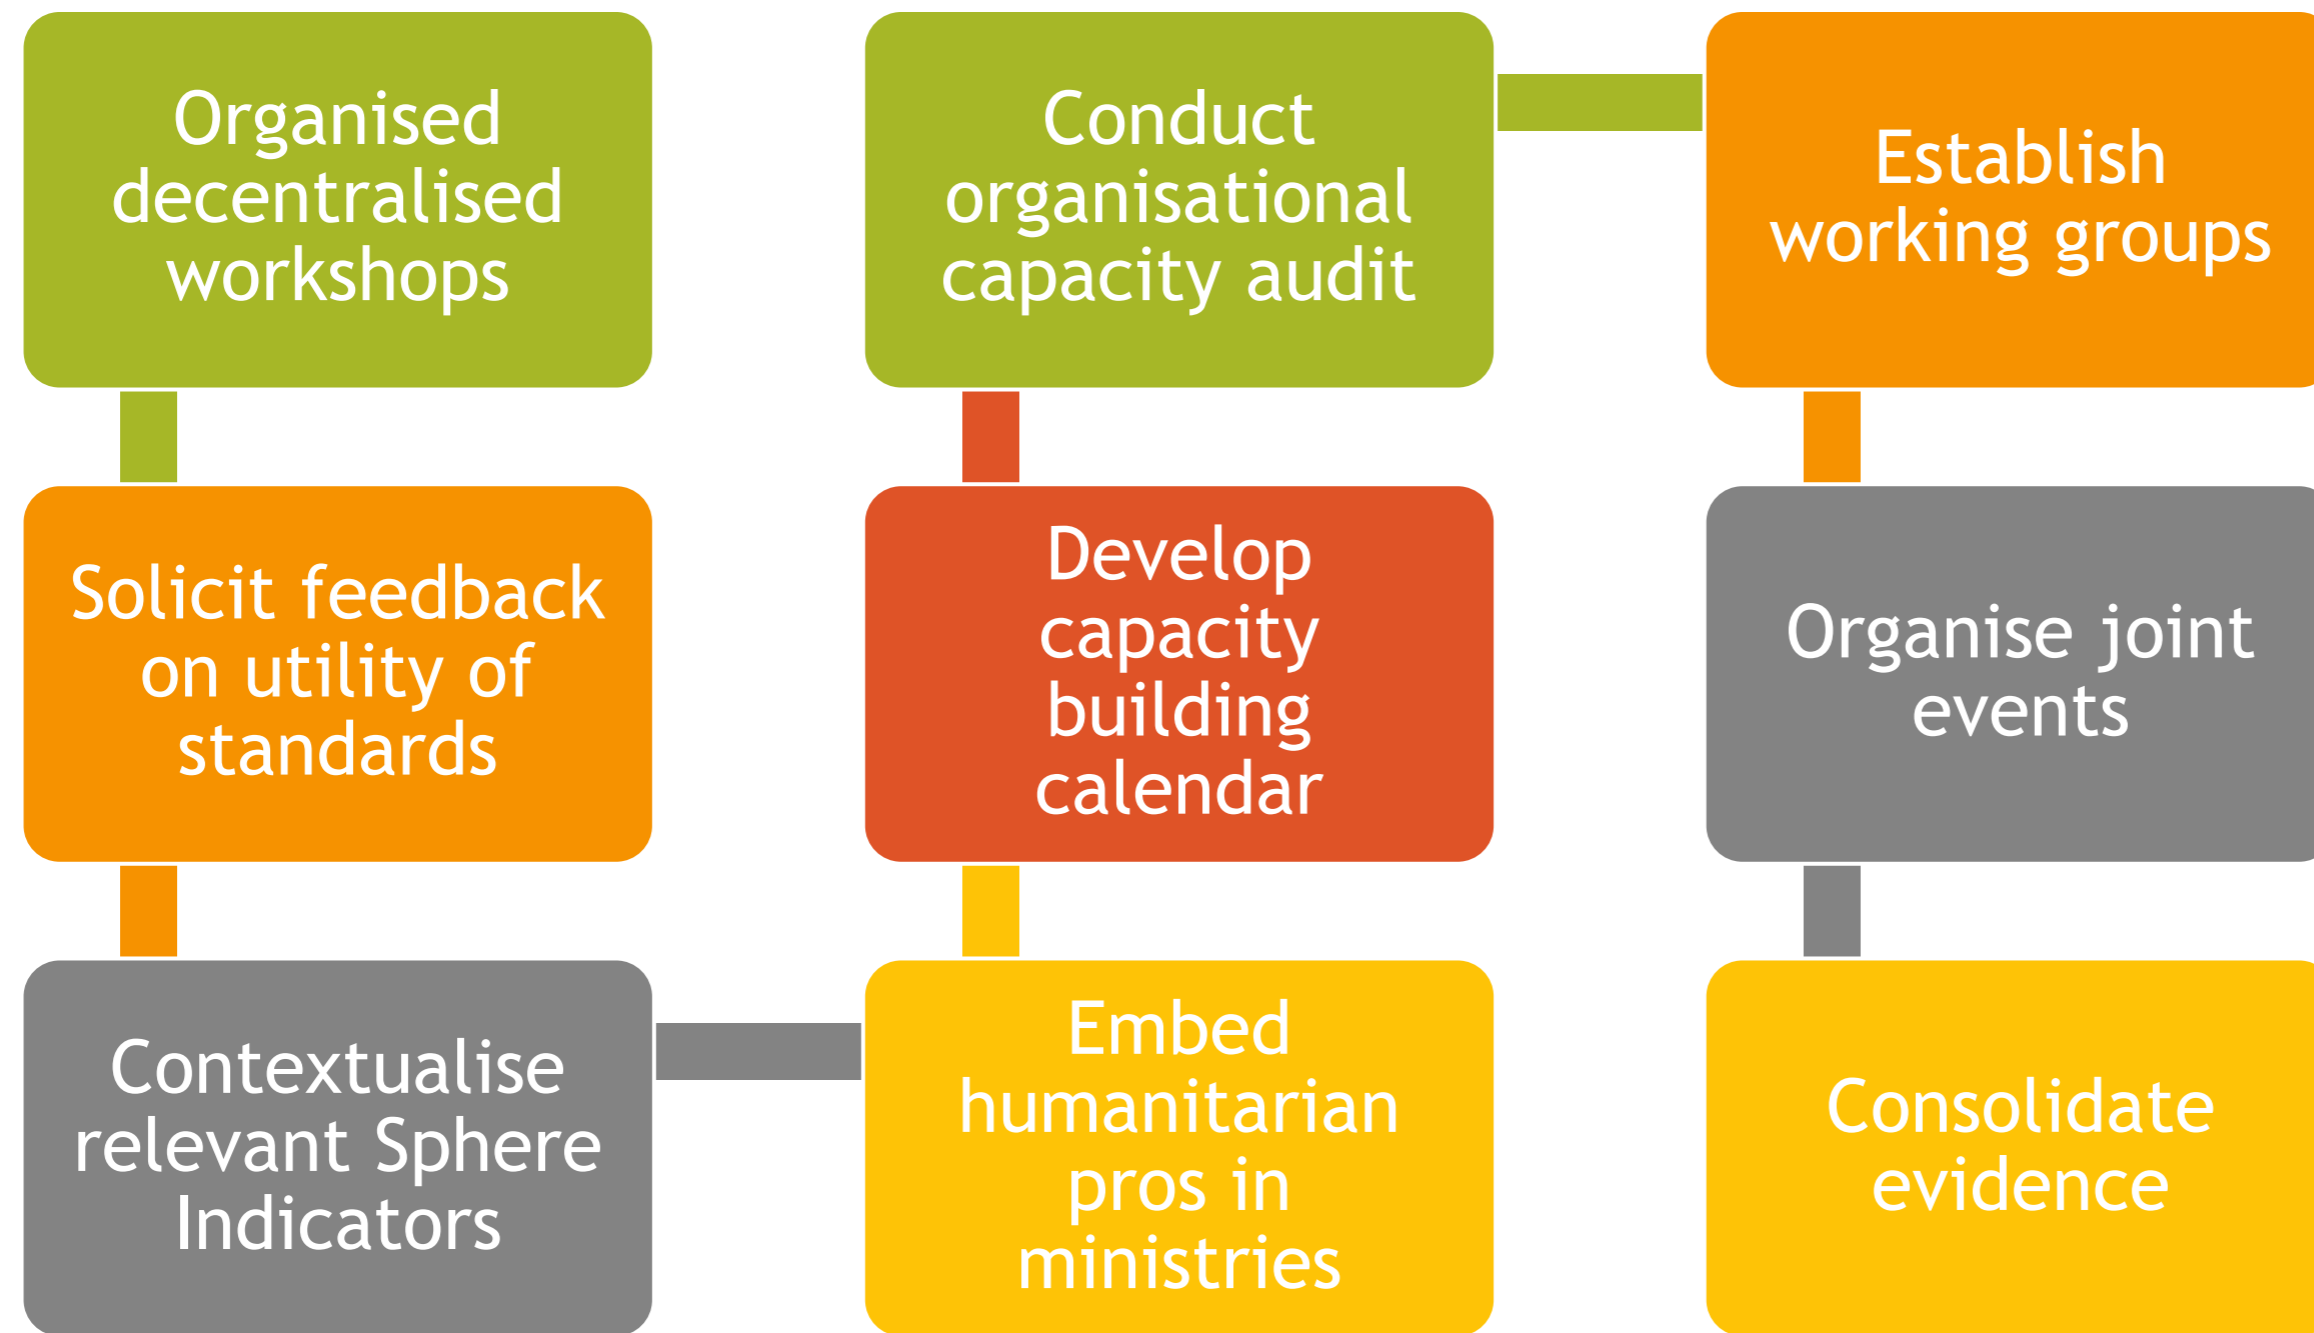 Organised
decentralised
workshops
Solicit feedback
on utility of
standards
Contextualise
relevant Sphere
Indicators
Embed
humanitarian
pros in
ministries
Develop
capacity
building
calendar
Conduct
organisational
capacity audit
Establish
working groups
Organise joint
events
Consolidate
evidence